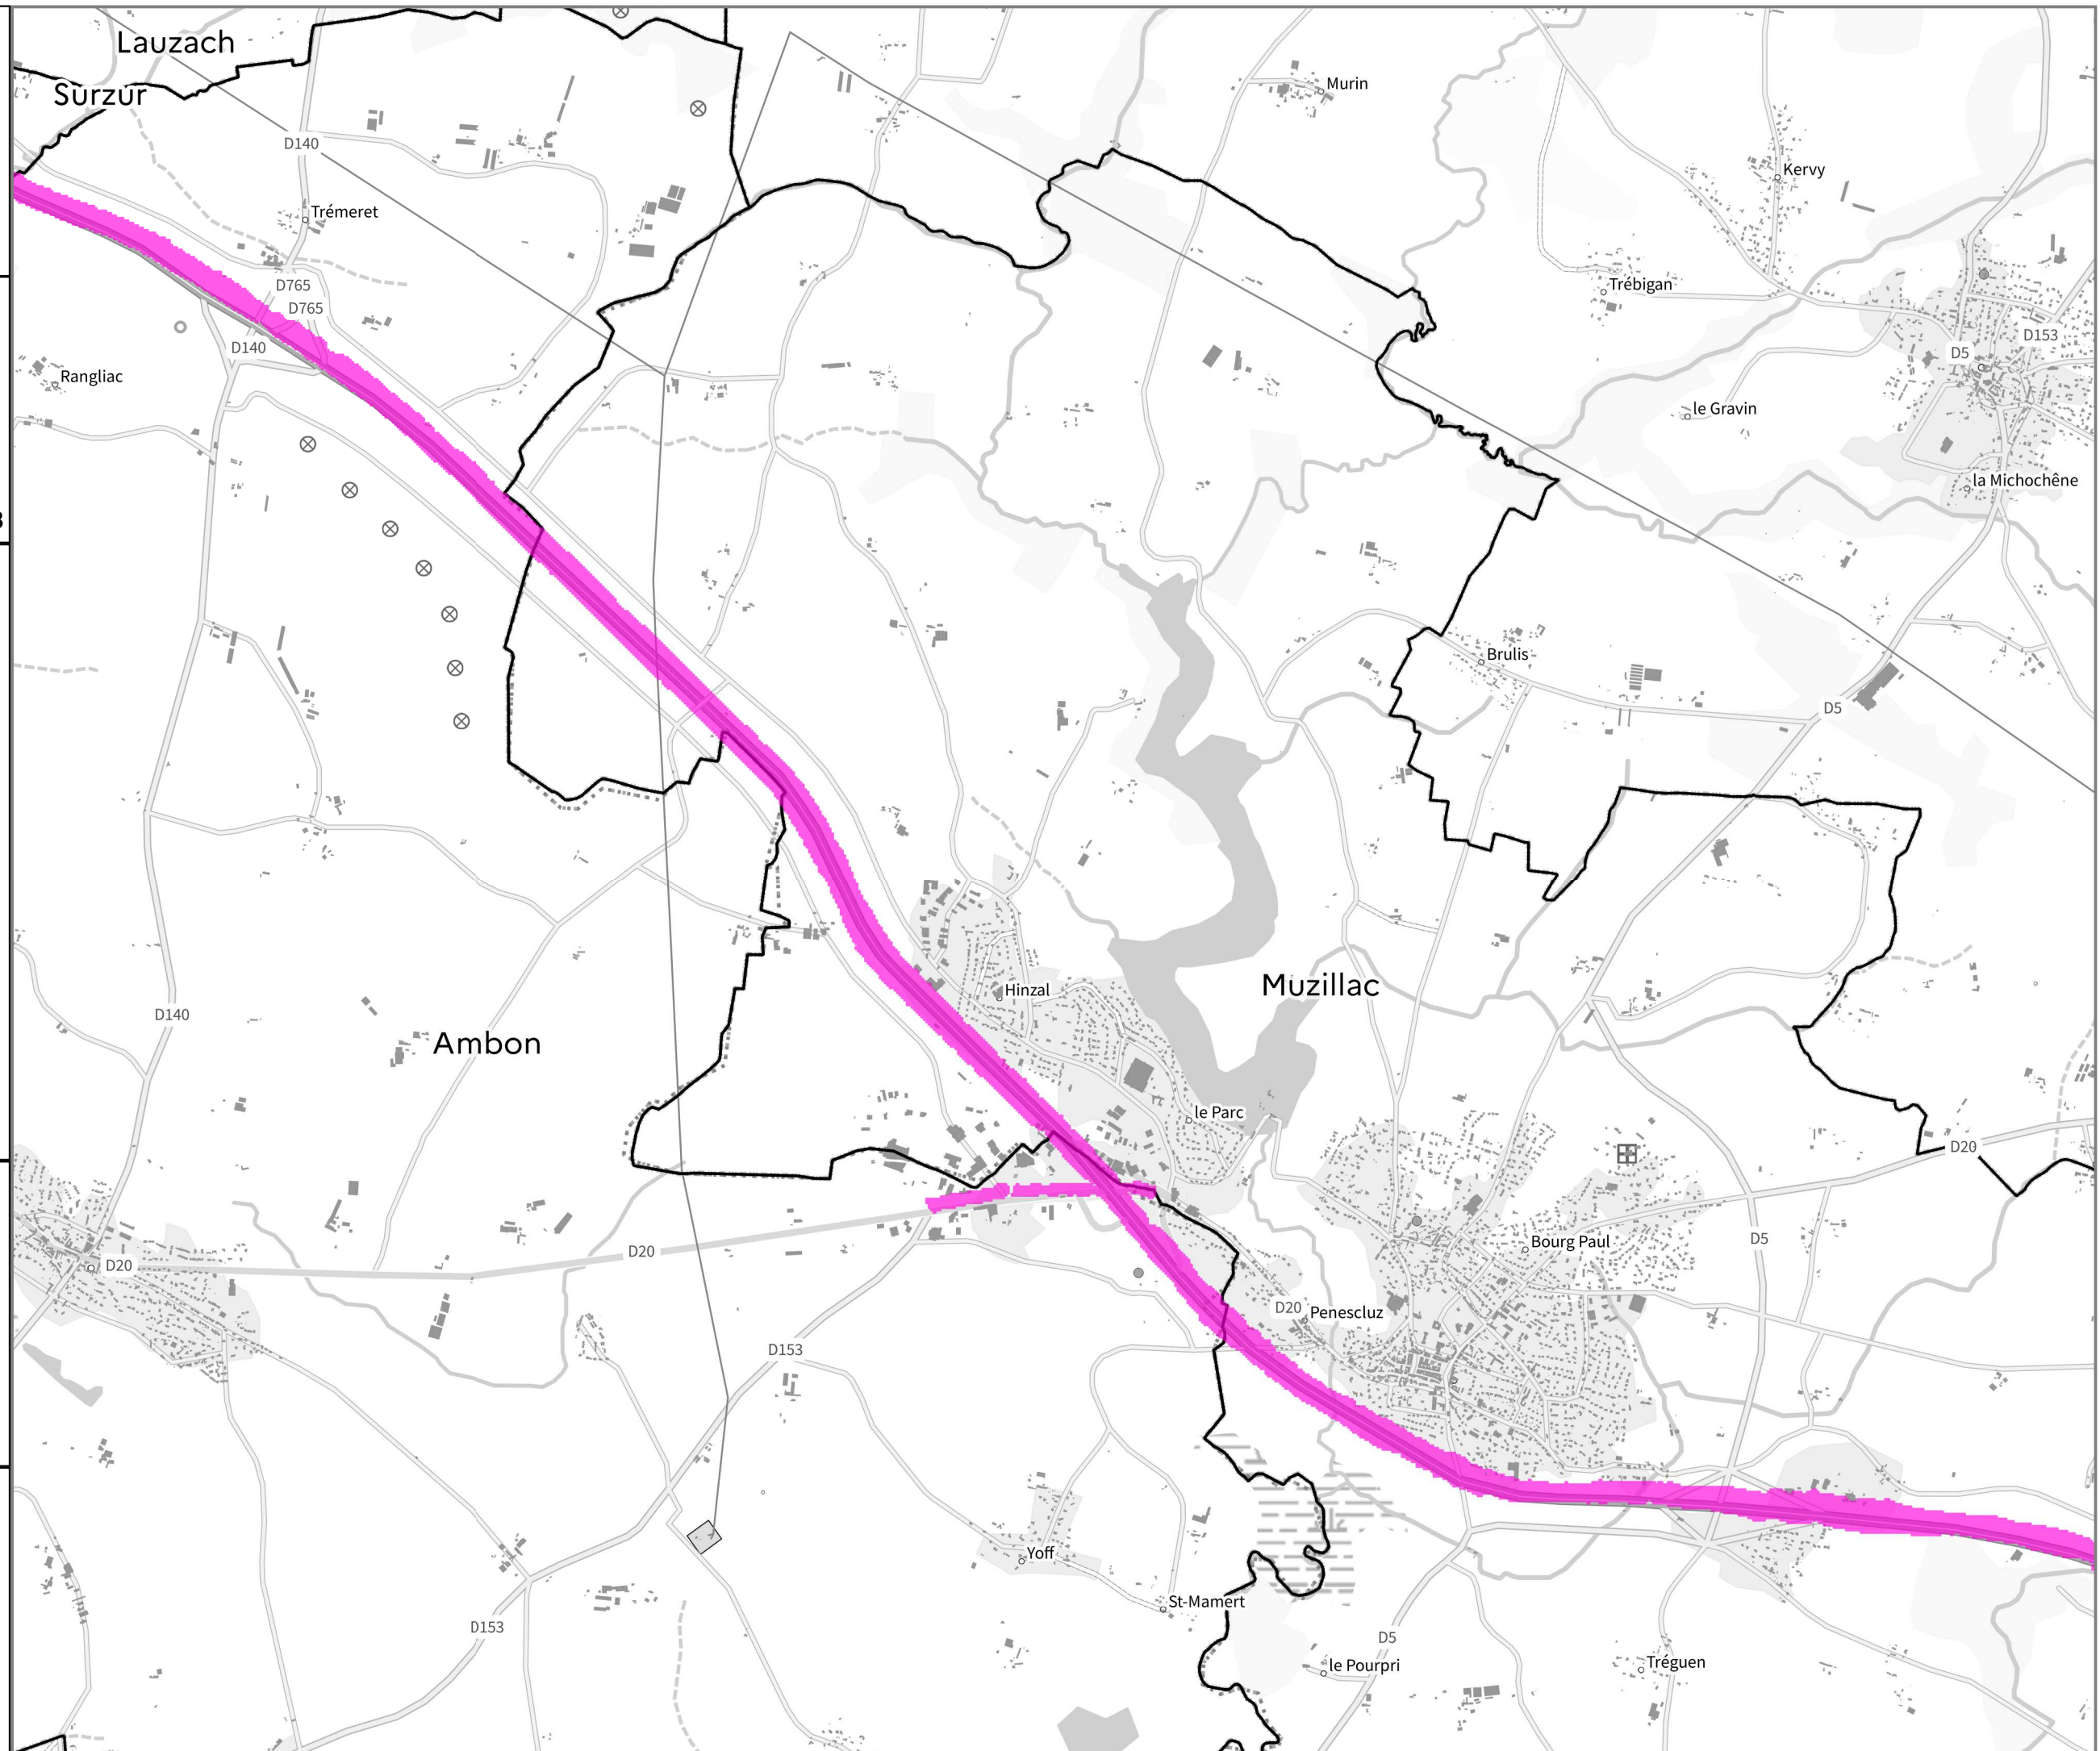 Lauzach
Surzur
Murin
D140
Kervy
Trémeret
D765
Trébigan
D765
D153
D140
D5
Rangliac
le Gravin
la Michochêne
Brulis
D5
Muzillac
Hinzal
D140
Ambon
le Parc
D20
Bourg Paul
D5
D20
D20
D20
Penescluz
D153
Yoff
St-Mamert
D153
D5
le Pourpri
Tréguen